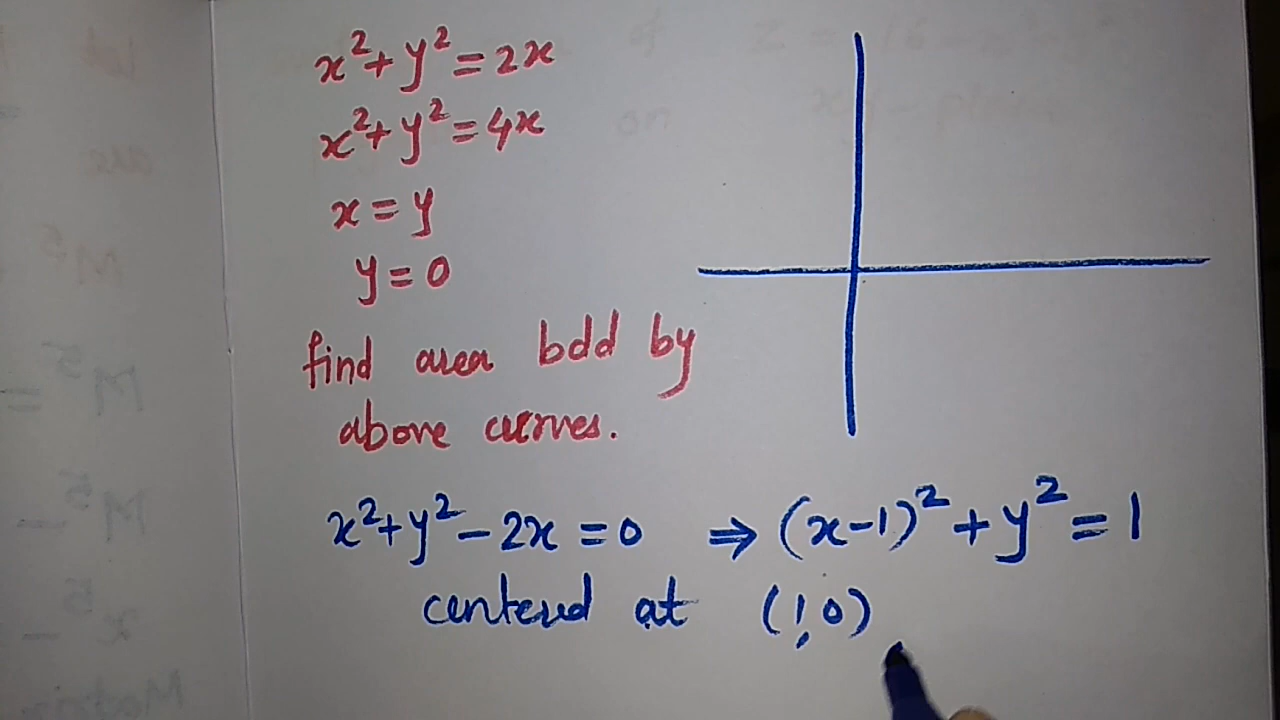 x²+y²=2x
x²+y²=4x
x=y
y=0
find area bdd by
above curves.
x²+y²-2x=0 ⇒ (x-1)²+y²=1
centered at (1,0)